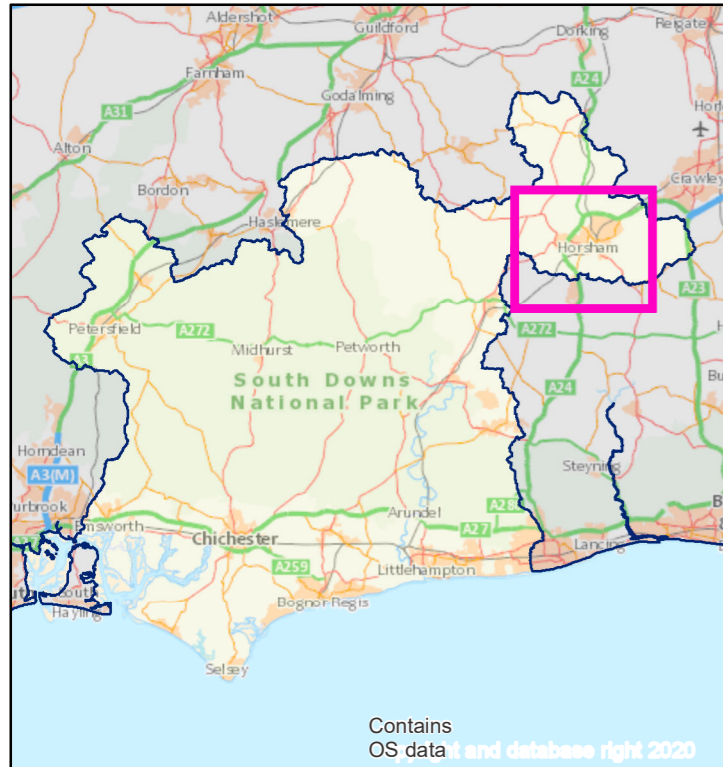 Aldershot
Guildford
Dorking
Reigate
Farnham
A24
A31
Godalming
Alton
Bordon
Crawley
Haslemere
Horsham
A23
Petersfield
A272
A272
Midhurst
Petworth
A3
South Downs
National Park
A24
Horndean
Steyning
A3(M)
Emsworth
Arundel
A27
Chichester
Lancing
A259
Littlehampton
Hayling
Bognor Regis
Selsey
Contains
OS data
and database right 2020